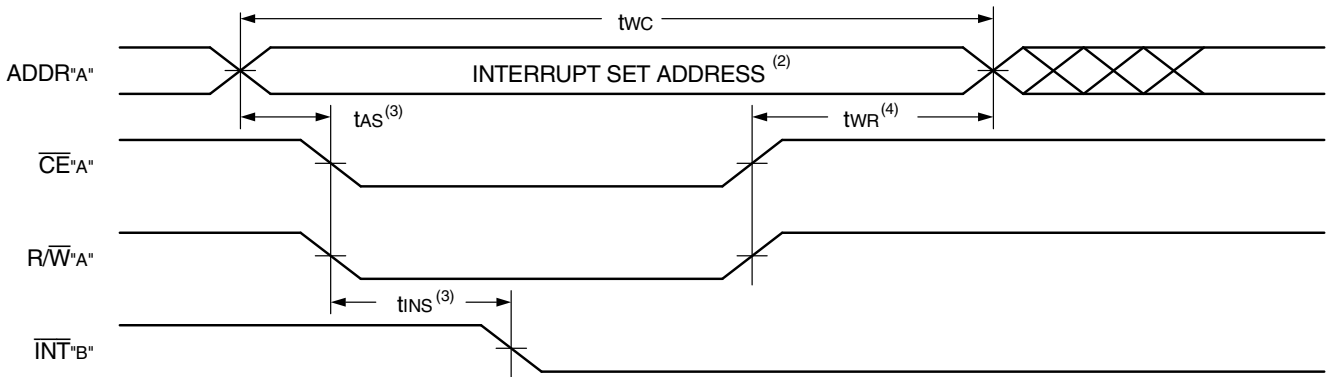 tWC
ADDR"A" INTERRUPT SET ADDRESS (2)
tAS(3) tWR(4)
CE"A"
R/W"A"
tINS(3)
INT"B"